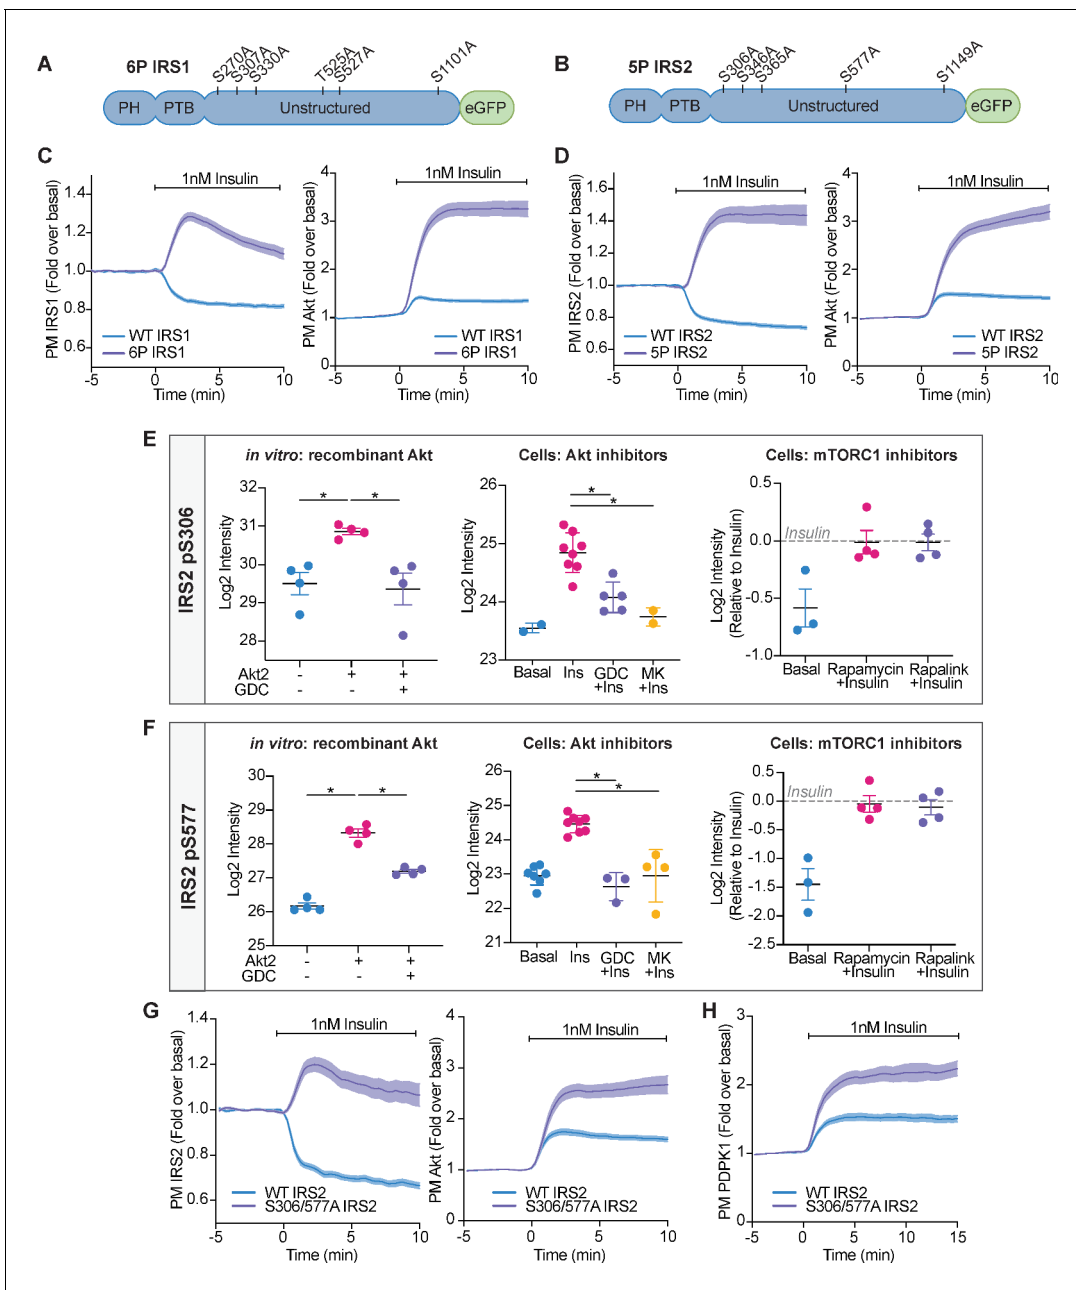 A
6P IRS1
S270A
S307A
S330A
T525A
S527A
S1101A
PH
PTB
Unstructured
eGFP
B
5P IRS2
S306A
S346A
S365A
S577A
S1149A
PH
PTB
Unstructured
eGFP
C
1nM Insulin
PM IRS1 (Fold over basal)
1.4
1.2
1.0
0.8
0.6
WT IRS1
6P IRS1
-5
0
5
10
Time (min)
1nM Insulin
PM Akt (Fold over basal)
4
3
2
1
0
WT IRS1
6P IRS1
-5
0
5
10
Time (min)
D
1nM Insulin
PM IRS2 (Fold over basal)
1.6
1.4
1.2
1.0
0.8
0.6
WT IRS2
5P IRS2
-5
0
5
10
Time (min)
1nM Insulin
PM Akt (Fold over basal)
4
3
2
1
0
WT IRS2
5P IRS2
-5
0
5
10
Time (min)
E
IRS2 pS306
in vitro: recombinant Akt
Log2 Intensity
32
31
30
29
28
* *
Akt2 - + +
GDC - - +
Cells: Akt inhibitors
Log2 Intensity
26
25
24
23
*
*
Basal Ins GDC MK
+Ins +Ins
Cells: mTORC1 inhibitors
Log2 Intensity
(Relative to Insulin)
0.5
0.0
-0.5
-1.0
Insulin
Basal Rapamycin Rapalink
+Insulin +Insulin
F
IRS2 pS577
in vitro: recombinant Akt
Log2 Intensity
30
29
28
27
26
25
* *
Akt2 - + +
GDC - - +
Cells: Akt inhibitors
Log2 Intensity
26
25
24
23
22
21
*
*
Basal Ins GDC MK
+Ins +Ins
Cells: mTORC1 inhibitors
Log2 Intensity
(Relative to Insulin)
0.5
0.0
-0.5
-1.0
-1.5
-2.0
-2.5
Insulin
Basal Rapamycin Rapalink
+Insulin +Insulin
G
1nM Insulin
PM IRS2 (Fold over basal)
1.4
1.2
1.0
0.8
0.6
WT IRS2
S306/577A IRS2
-5
0
5
10
Time (min)
1nM Insulin
PM Akt (Fold over basal)
4
3
2
1
0
WT IRS2
S306/577A IRS2
-5
0
5
10
Time (min)
H
1nM Insulin
PM PDPK1 (Fold over basal)
3
2
1
0
WT IRS2
S306/577A IRS2
-5
0
5
10
15
Time (min)